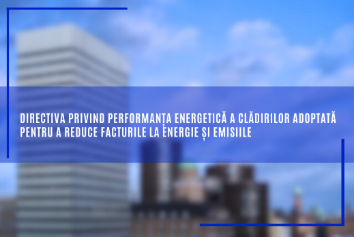 DIRECTIVA PRIVIND PERFORMANȚA ENERGETICĂ A CLĂDIRILOR ADOPTATĂ
PENTRU A REDUCE FACTURILE LA ENERGIE ȘI EMISIILE